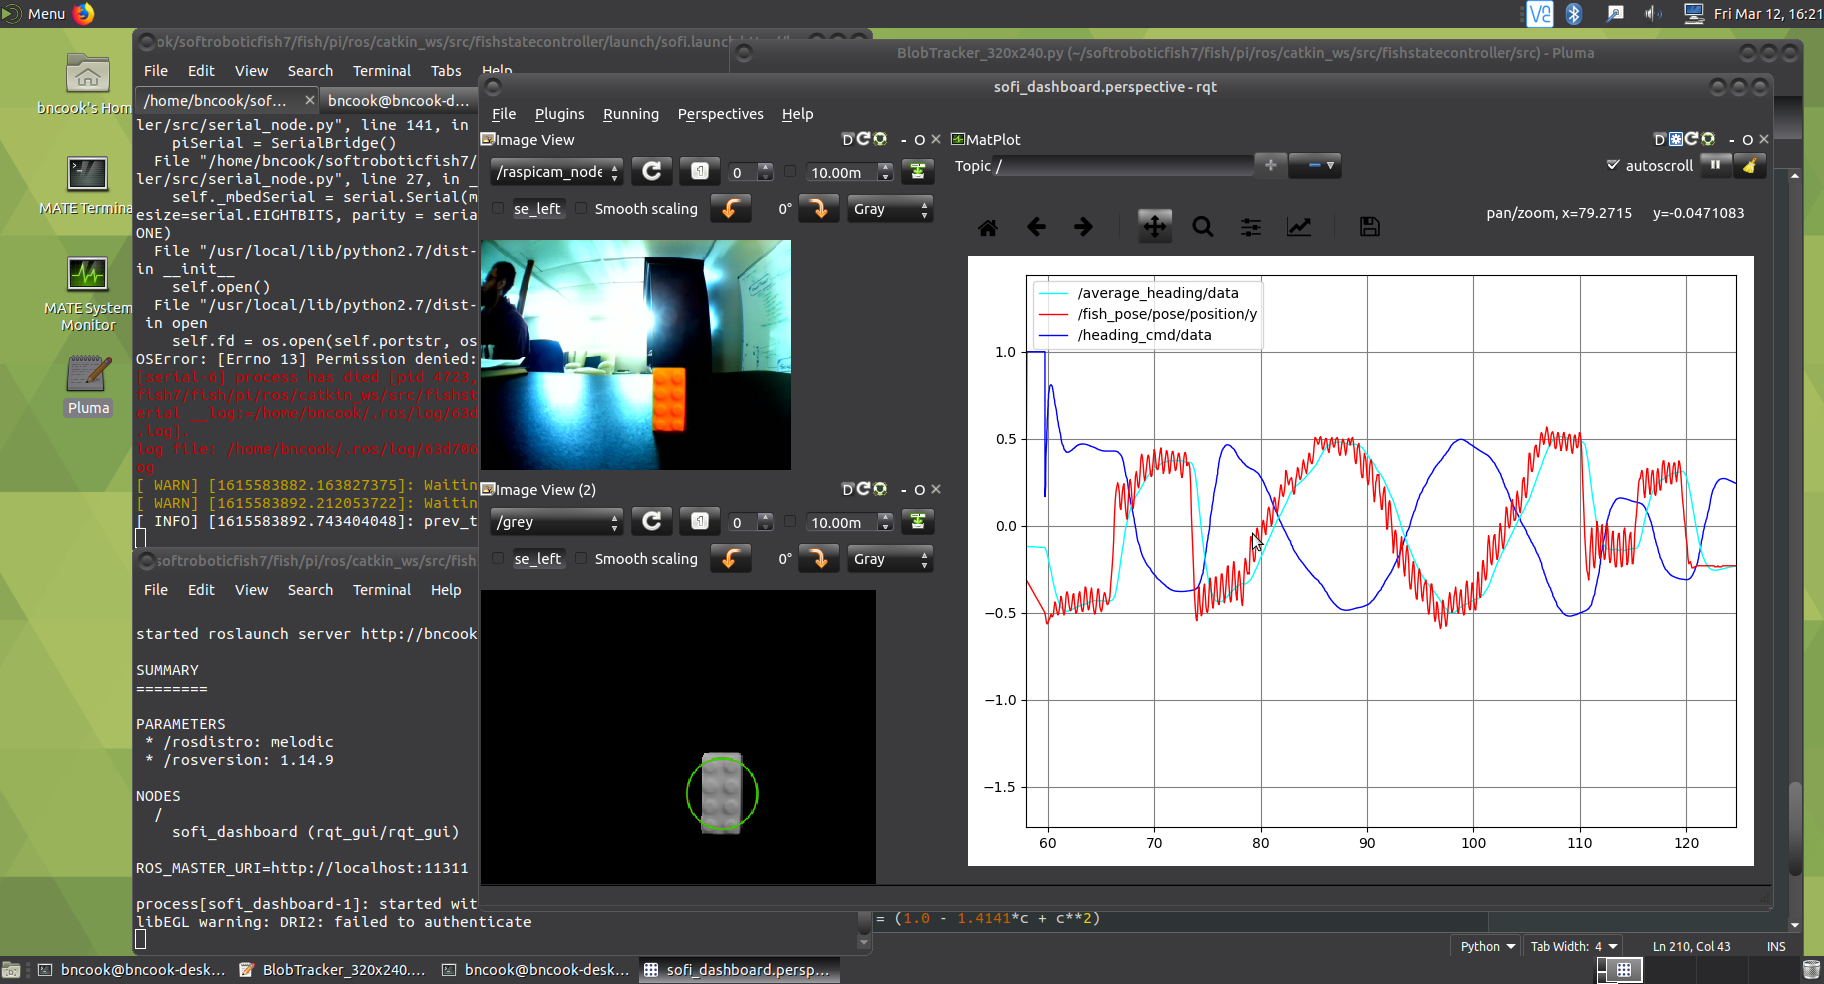 Menu
Fri Mar 12, 16:21
bncook's Hom
MATE Termina
MATE System
Monitor
Pluma
ok/softroboticfish7/fish/pi/ros/catkin_ws/src/fishstatecontroller/launch/sofi.launch
File Edit View Search Terminal Tabs Help
/home/bncook/sof... ×
bncook@bncook-d...
ler/src/serial_node.py", line 141, in
piSerial = SerialBridge()
File "/home/bncook/softroboticfish7/
ler/src/serial_node.py", line 27, in _
self._mbedSerial = serial.Serial(m
esize=serial.EIGHTBITS, parity = seria
ONE)
File "/usr/local/lib/python2.7/dist-
in __init__
self.open()
File "/usr/local/lib/python2.7/dist-
in open
self.fd = os.open(self.portstr, os
OSError: [Errno 13] Permission denied:
[serial-6] process has died [pid 4723,
fish7/fish/pi/ros/catkin_ws/src/fishst
erial __log:=/home/bncook/.ros/log/63d
.log].
log file: /home/bncook/.ros/log/63d706
og
[ WARN] [1615583882.163827375]: Waitin
[ WARN] [1615583892.212053722]: Waitin
[ INFO] [1615583892.743404048]: prev_t
softroboticfish7/fish/pi/ros/catkin_ws/src/fish
File Edit View Search Terminal Help
started roslaunch server http://bncook
SUMMARY
========
PARAMETERS
* /rosdistro: melodic
* /rosversion: 1.14.9
NODES
/
sofi_dashboard (rqt_gui/rqt_gui)
ROS_MASTER_URI=http://localhost:11311
process[sofi_dashboard-1]: started wit
libEGL warning: DRI2: failed to authenticate
BlobTracker_320x240.py (~/softroboticfish7/fish/pi/ros/catkin_ws/src/fishstatecontroller/src) - Pluma
sofi_dashboard.perspective - rqt
File Plugins Running Perspectives Help
Image View
D - O ×
/raspicam_node
1
0
10.00m
se_left
Smooth scaling
0°
Gray
Image View (2)
D - O ×
/grey
1
0
10.00m
se_left
Smooth scaling
0°
Gray
MatPlot
D - O ×
Topic /
autoscroll
pan/zoom, x=79.2715 y=-0.0471083
/average_heading/data
/fish_pose/pose/position/y
/heading_cmd/data
1.0
0.5
0.0
−0.5
−1.0
−1.5
60 70 80 90 100 110 120
= (1.0 - 1.4141*c + c**2)
Python Tab Width: 4 Ln 210, Col 43 INS
bncook@bncook-desk...
BlobTracker_320x240....
bncook@bncook-desk...
sofi_dashboard.persp...